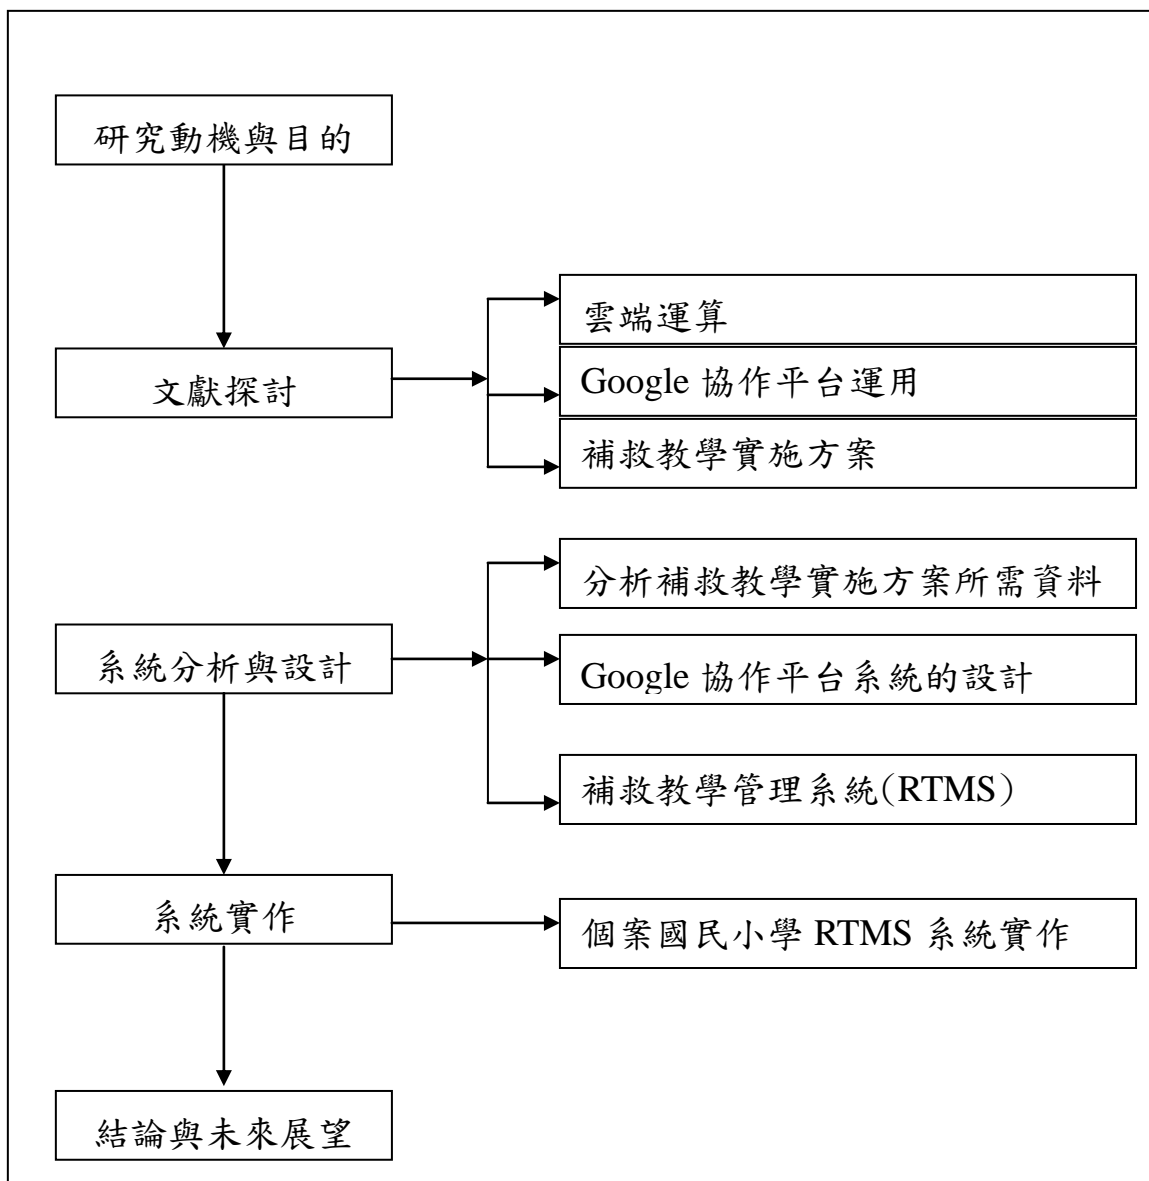 研究動機與目的
文獻探討
雲端運算
Google 協作平台運用
補救教學實施方案
系統分析與設計
分析補救教學實施方案所需資料
Google 協作平台系統的設計
補救教學管理系統(RTMS)
系統實作
個案國民小學 RTMS 系統實作
結論與未來展望